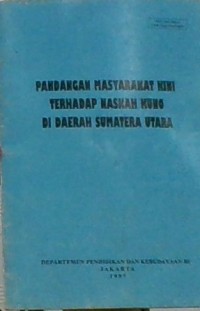 PANDANGAN MASYARAKAT KINI
TERHADAP NASKAH KUNO
DI DAERAH SUMATERA UTARA
DEPARTEMEN PENDIDIKAN DAN KEBUDAYAAN RI
JAKARTA